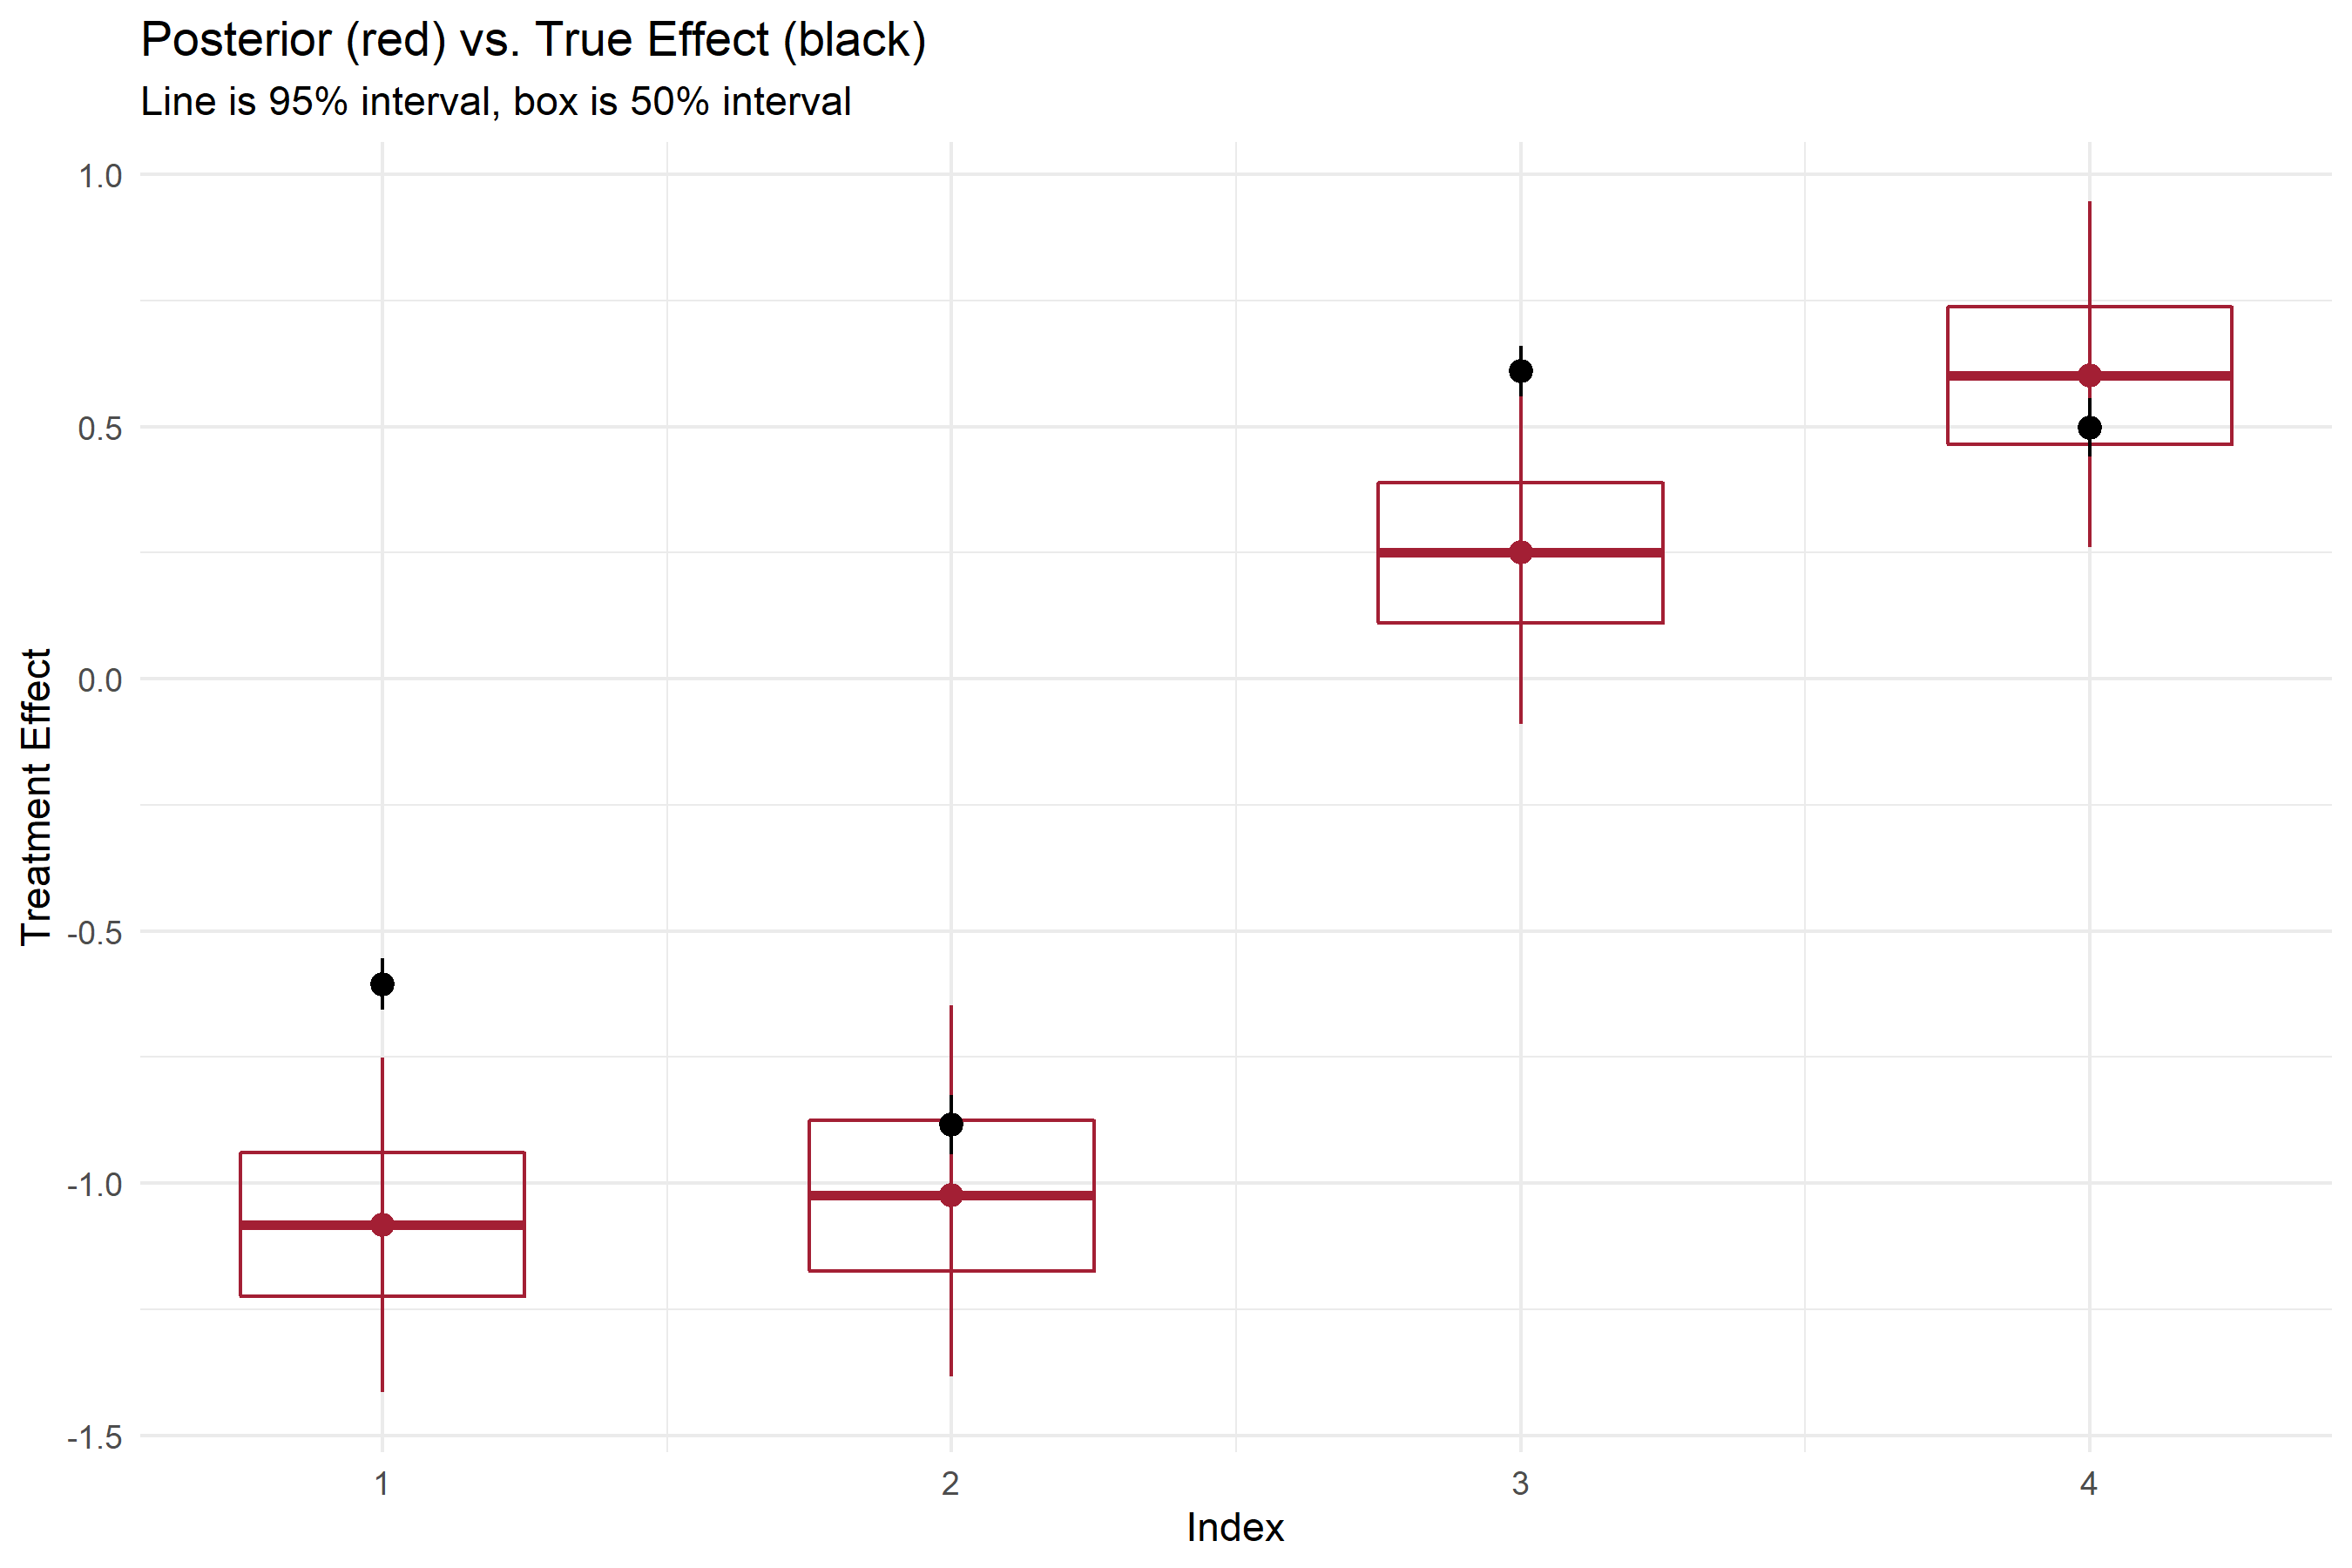 Posterior (red) vs. True Effect (black)
Line is 95% interval, box is 50% interval
Treatment Effect
1.0
0.5
0.0
-0.5
-1.0
-1.5
1
2
3
4
Index